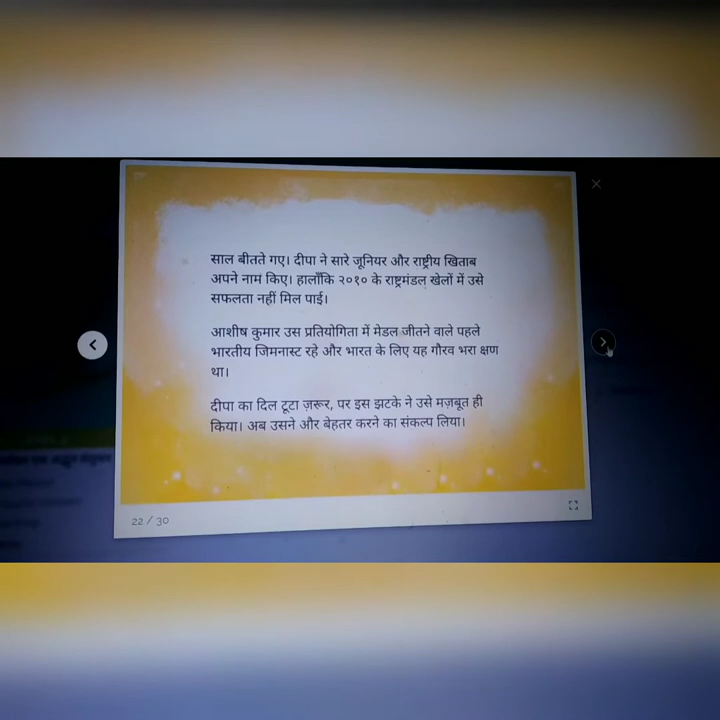 साल बीतते गए। दीपा ने सारे जूनियर और राष्ट्रीय खिताब
अपने नाम किए। हालाँकि २०१० के राष्ट्रमंडल खेलों में उसे
सफलता नहीं मिल पाई।
आशीष कुमार उस प्रतियोगिता में मेडल जीतने वाले पहले
भारतीय जिमनास्ट रहे और भारत के लिए यह गौरव भरा क्षण
था।
दीपा का दिल टूटा ज़रूर, पर इस झटके ने उसे मज़बूत ही
किया। अब उसने और बेहतर करने का संकल्प लिया।
22 / 30